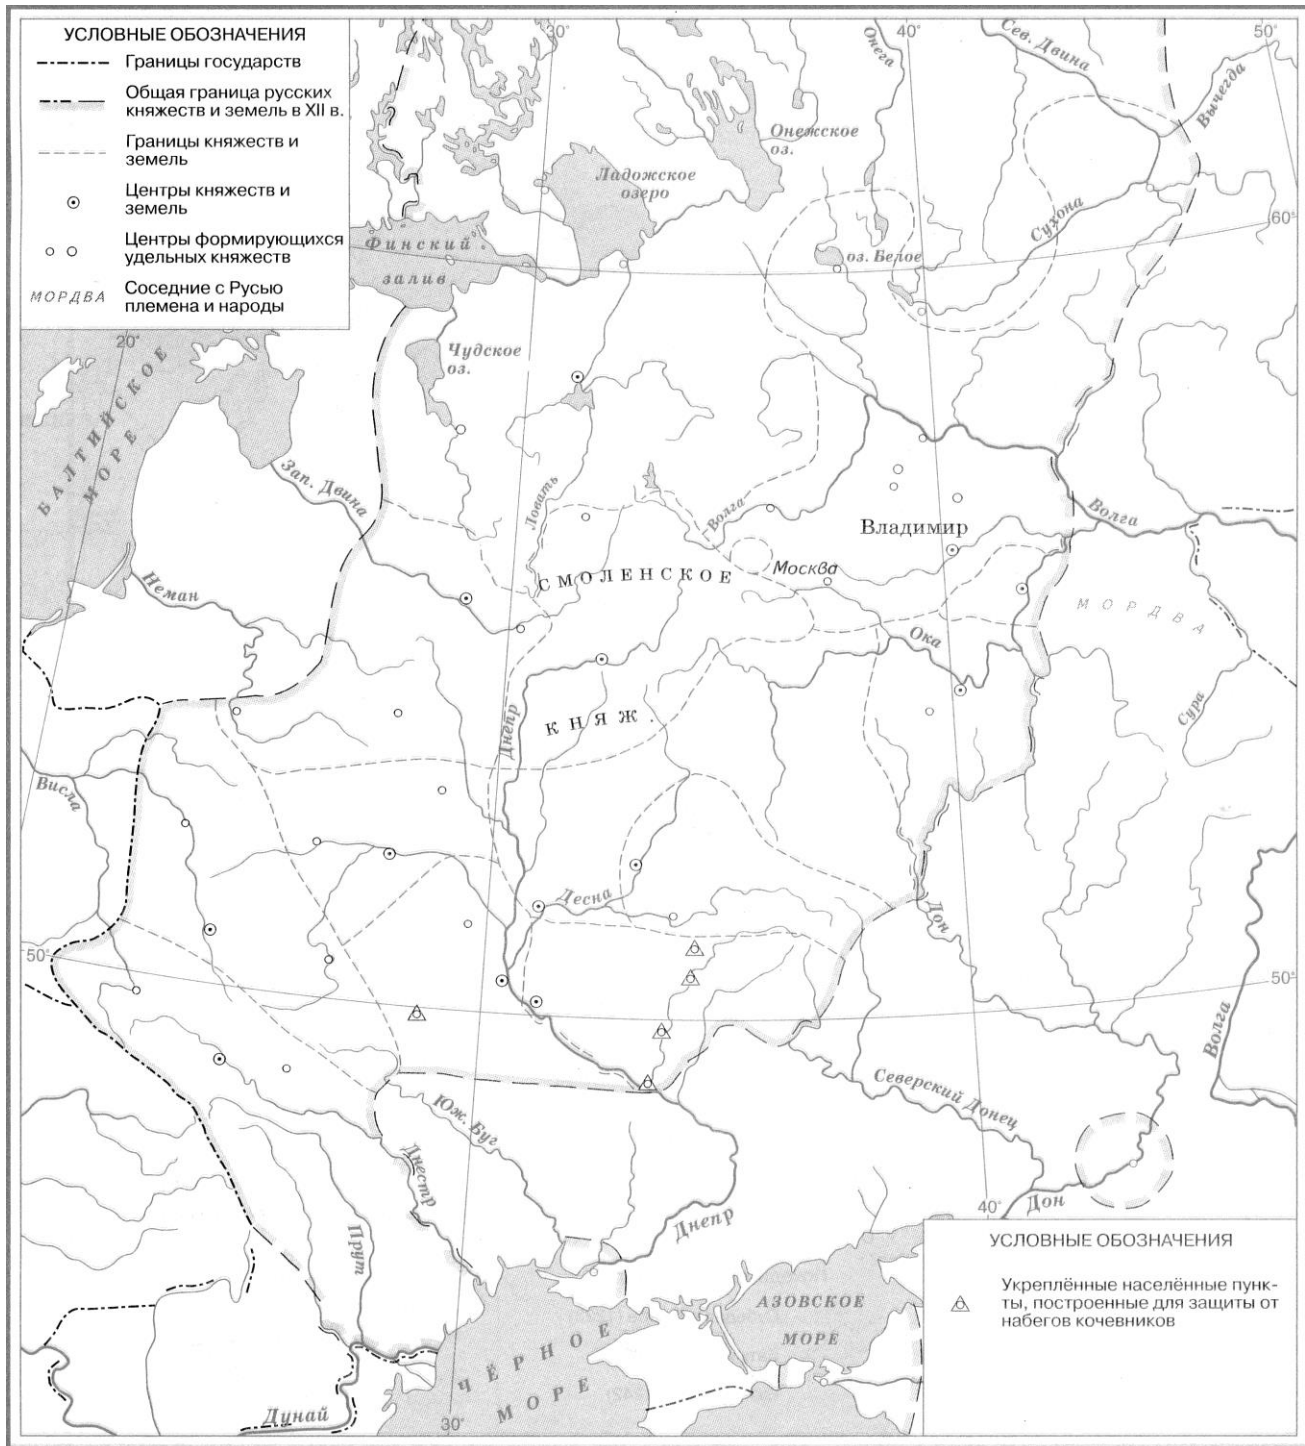 УСЛОВНЫЕ ОБОЗНАЧЕНИЯ
Границы государств
Общая граница русских
княжеств и земель в XII в.
Границы княжеств и
земель
Центры княжеств и
земель
Центры формирующихся
удельных княжеств
МОРДВА
Соседние с Русью
племена и народы
30°
40°
50°
Онега
Сев. Двина
Вычегда
Онежское
оз.
Ладожское
озеро
Сухона
60°
Финский
залив
оз. Белое
20°
Чудское
оз.
БАЛТИЙСКОЕ
МОРЕ
Зап. Двина
Ловать
Волга
Владимир
Волга
Неман
СМОЛЕНСКОЕ
Москва
МОРДВА
Ока
Сура
Днепр
КНЯЖ.
Висла
Десна
Дон
50°
50°
Волга
Северский Донец
Юж. Буг
Днестр
Прут
Днепр
40°
Дон
АЗОВСКОЕ
МОРЕ
ЧЁРНОЕ
МОРЕ
Дунай
30°
УСЛОВНЫЕ ОБОЗНАЧЕНИЯ
Укреплённые населённые пунк-
ты, построенные для защиты от
набегов кочевников